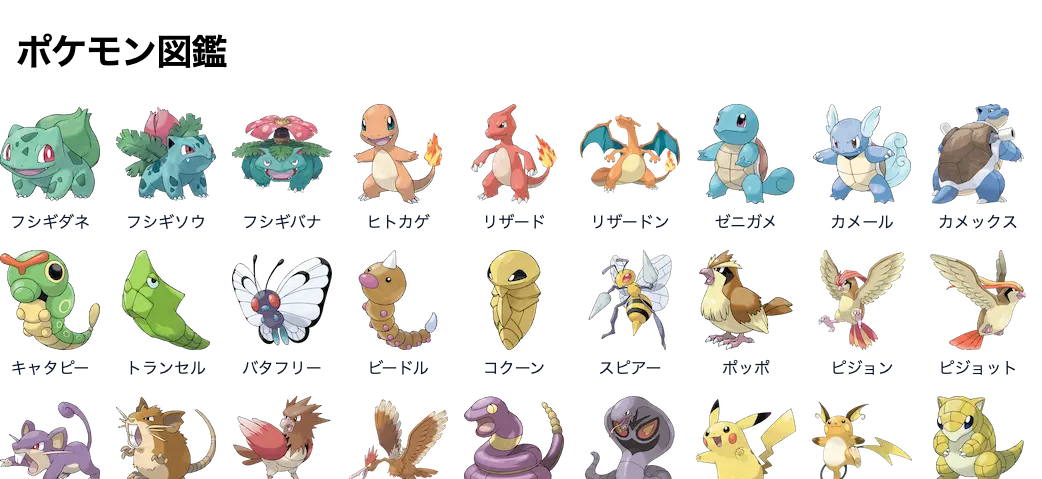 ポケモン図鑑
フシギダネ フシギソウ フシギバナ ヒトカゲ リザード リザードン ゼニガメ カメール カメックス
キャタピー トランセル バタフリー ビードル コクーン スピアー ポッポ ピジョン ピジョット